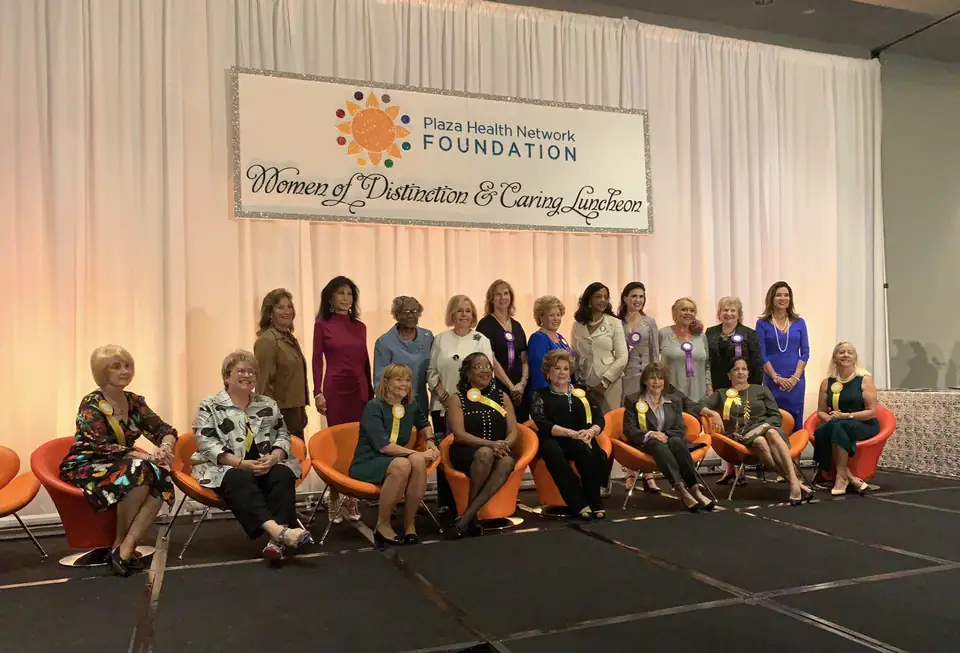 Plaza Health Network
FOUNDATION
Women of Distinction & Caring Luncheon